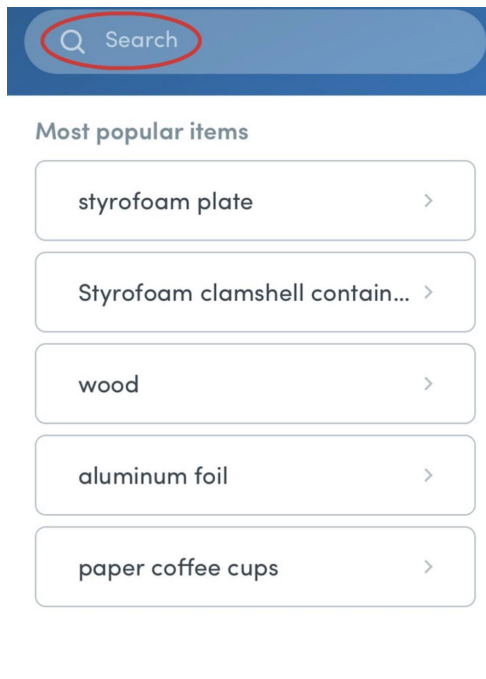 Search
Most popular items
styrofoam plate
Styrofoam clamshell contain...
wood
aluminum foil
paper coffee cups